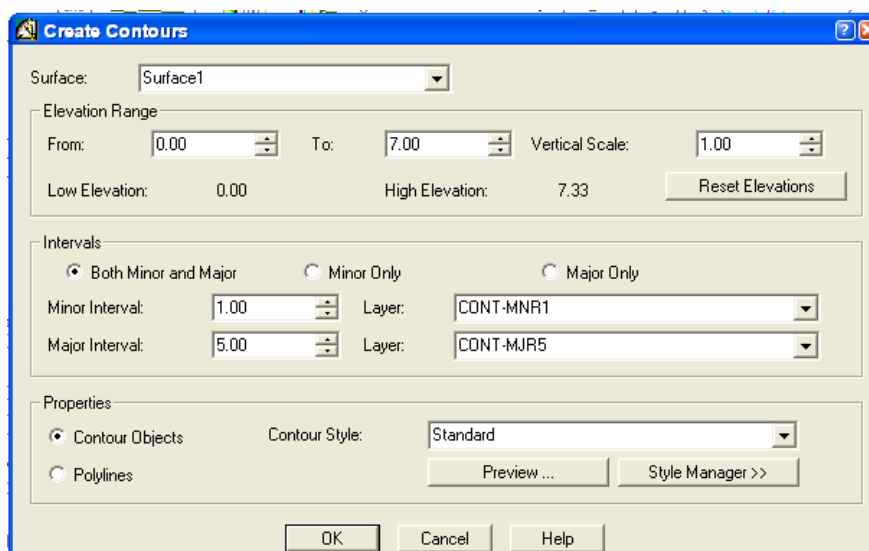 Create Contours
Surface: Surface1
Elevation Range
From: 0.00 To: 7.00 Vertical Scale: 1.00
Low Elevation: 0.00 High Elevation: 7.33 Reset Elevations
Intervals
Both Minor and Major Minor Only Major Only
Minor Interval: 1.00 Layer: CONT-MNR1
Major Interval: 5.00 Layer: CONT-MJR5
Properties
Contour Objects Contour Style: Standard
Polylines Preview ... Style Manager >>
OK Cancel Help